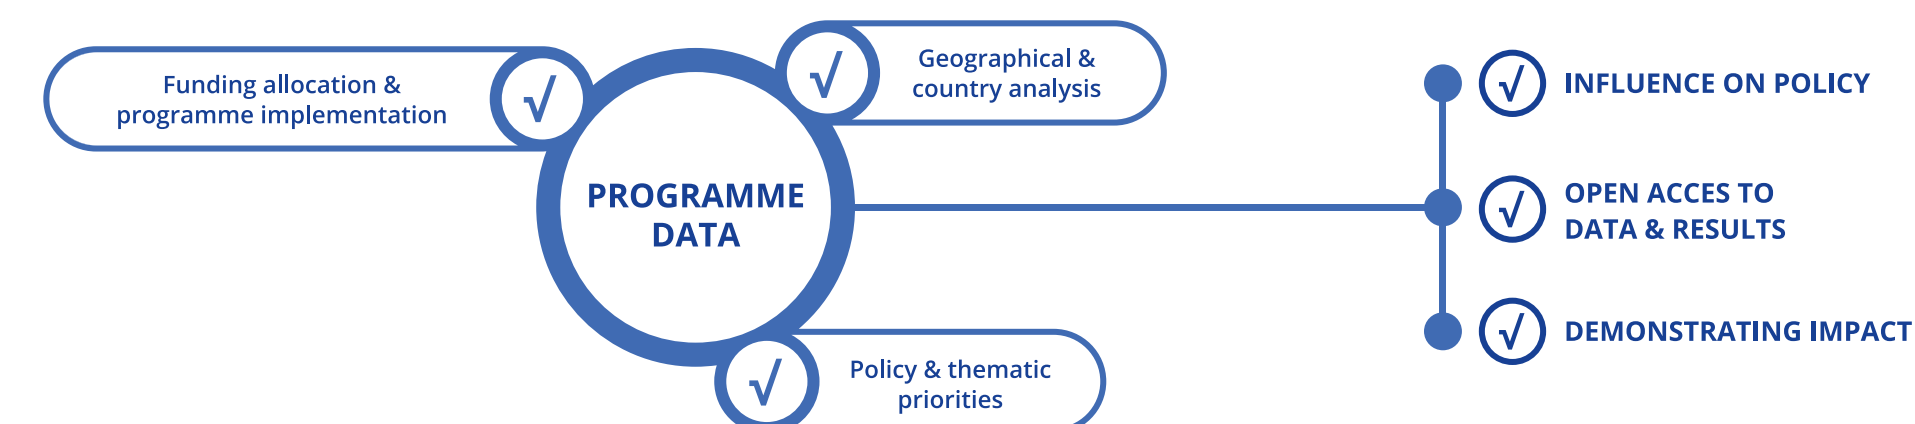 Funding allocation &
programme implementation
√
√
Geographical &
country analysis
PROGRAMME
DATA
√
Policy & thematic
priorities
√ INFLUENCE ON POLICY
√ OPEN ACCES TO
DATA & RESULTS
√ DEMONSTRATING IMPACT